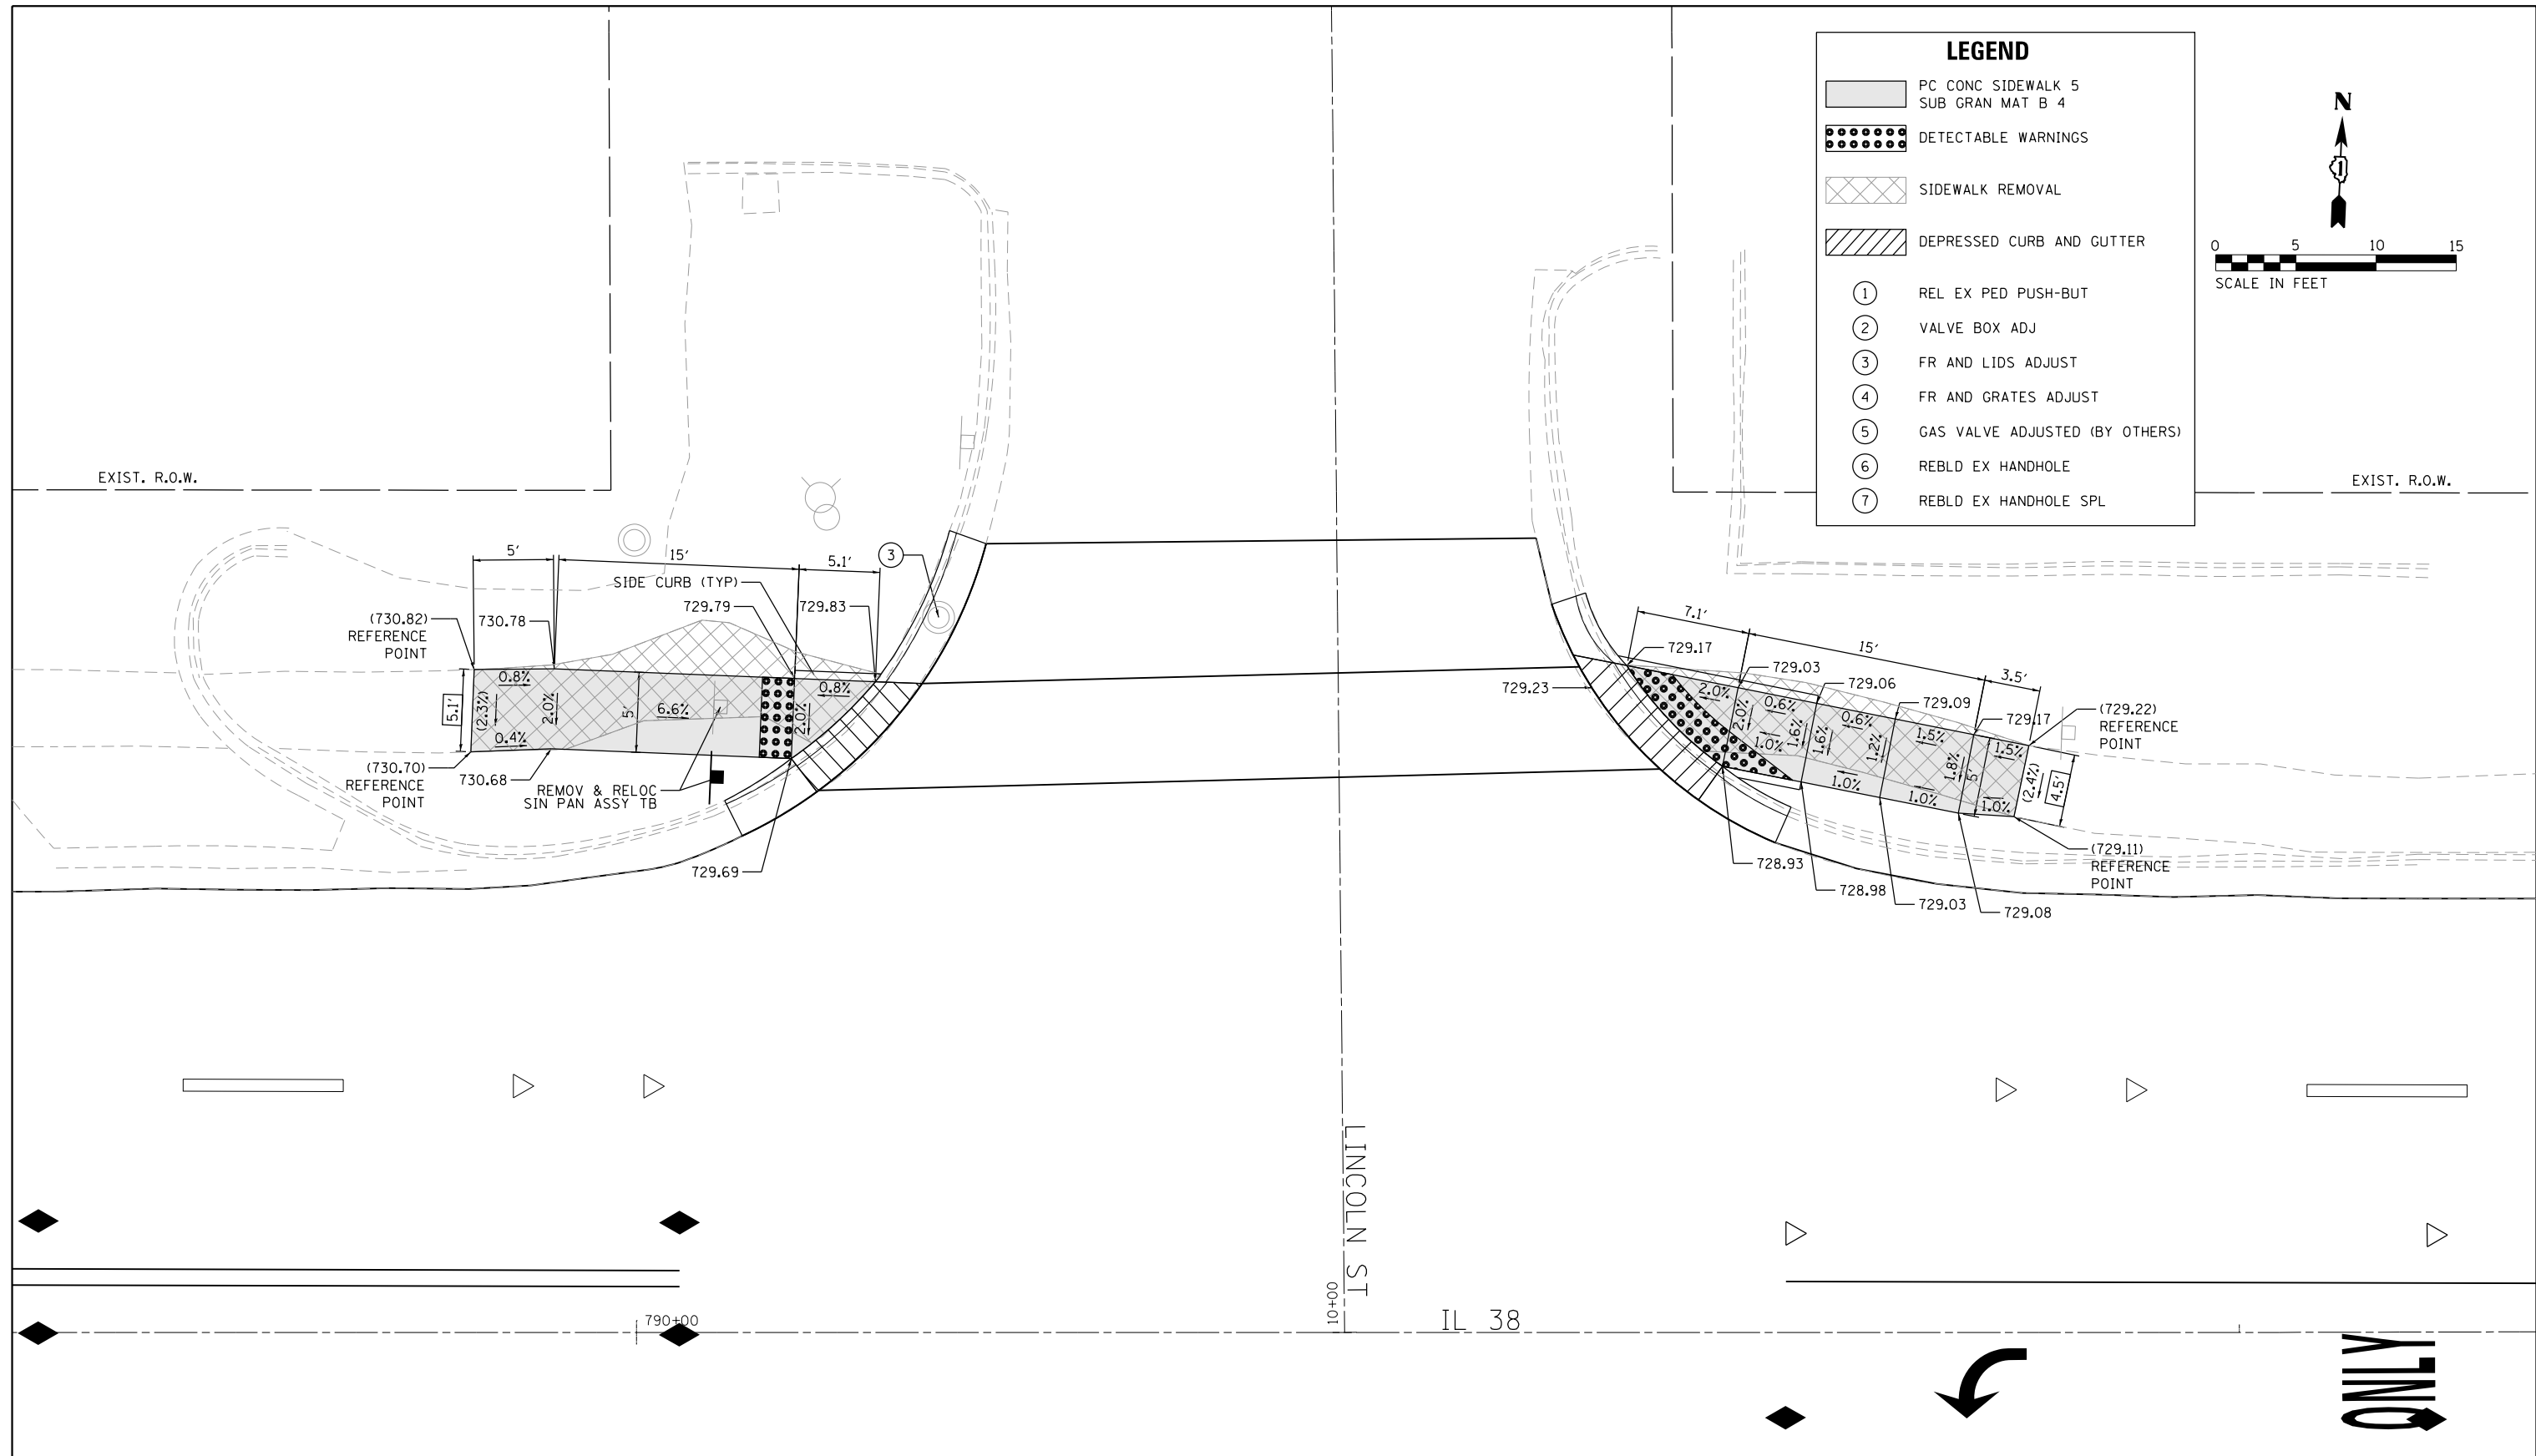 LEGEND
PC CONC SIDEWALK 5
SUB GRAN MAT B 4
DETECTABLE WARNINGS
SIDEWALK REMOVAL
DEPRESSED CURB AND GUTTER
1 REL EX PED PUSH-BUT
2 VALVE BOX ADJ
3 FR AND LIDS ADJUST
4 FR AND GRATES ADJUST
5 GAS VALVE ADJUSTED (BY OTHERS)
6 REBLD EX HANDHOLE
7 REBLD EX HANDHOLE SPL
N
1
0 5 10 15
SCALE IN FEET
EXIST. R.O.W.
EXIST. R.O.W.
5'
15'
5.1'
3
SIDE CURB (TYP)
729.79
729.83
(730.82)
REFERENCE
POINT
730.78
0.8%
5.1'
(2.3%)
2.0%
5'
6.6%
0.8%
2.0%
0.4%
(730.70)
REFERENCE
POINT
730.68
REMOV & RELOC
SIN PAN ASSY TB
729.69
7.1'
15'
3.5'
729.17
729.03
729.06
729.09
729.17
(729.22)
REFERENCE
POINT
729.23
2.0%
2.0%
0.6%
1.6%
1.6%
0.6%
1.2%
1.5%
1.8%
5'
1.5%
(2.4%)
4.5'
1.0%
1.0%
1.0%
1.0%
(729.11)
REFERENCE
POINT
728.93
728.98
729.03
729.08
LINCOLN ST
10+00
790+00
IL 38
ONLY